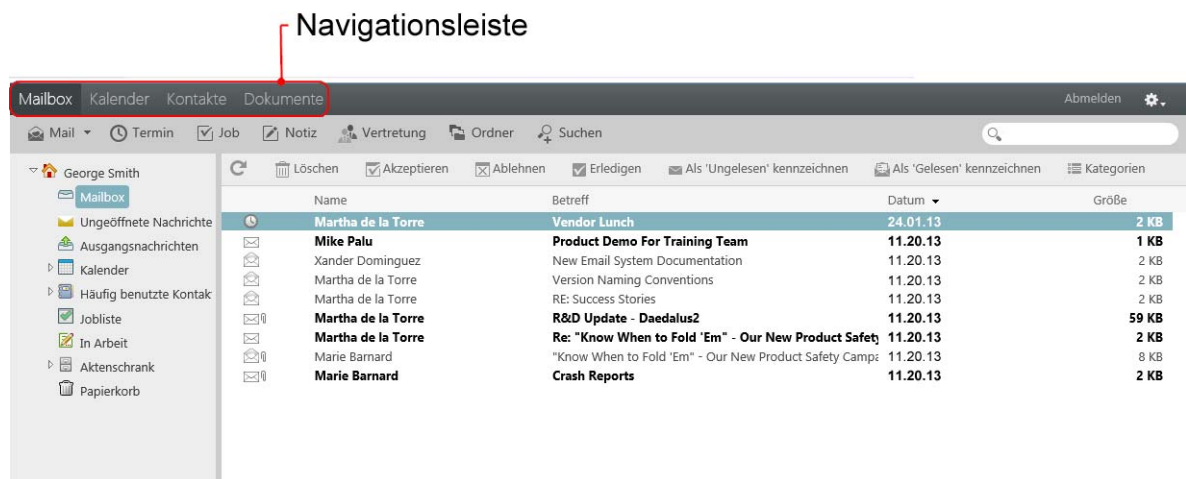 Navigationsleiste
Mailbox Kalender Kontakte Dokumente Abmelden
Mail Termin Job Notiz Vertretung Ordner Suchen
George Smith
Mailbox
Ungeöffnete Nachrichte
Ausgangsnachrichten
Kalender
Häufig benutzte Kontak
Jobliste
In Arbeit
Aktenschrank
Papierkorb
Löschen Akzeptieren Ablehnen Erledigen Als 'Ungelesen' kennzeichnen Als 'Gelesen' kennzeichnen Kategorien
Name Betreff Datum Größe
Martha de la Torre Vendor Lunch 24.01.13 2 KB
Mike Palu Product Demo For Training Team 11.20.13 1 KB
Xander Dominguez New Email System Documentation 11.20.13 2 KB
Martha de la Torre Version Naming Conventions 11.20.13 2 KB
Martha de la Torre RE: Success Stories 11.20.13 2 KB
Martha de la Torre R&D Update - Daedalus2 11.20.13 59 KB
Martha de la Torre Re: "Know When to Fold 'Em" - Our New Product Safety 11.20.13 2 KB
Marie Barnard "Know When to Fold 'Em" - Our New Product Safety Campa 11.20.13 8 KB
Marie Barnard Crash Reports 11.20.13 2 KB